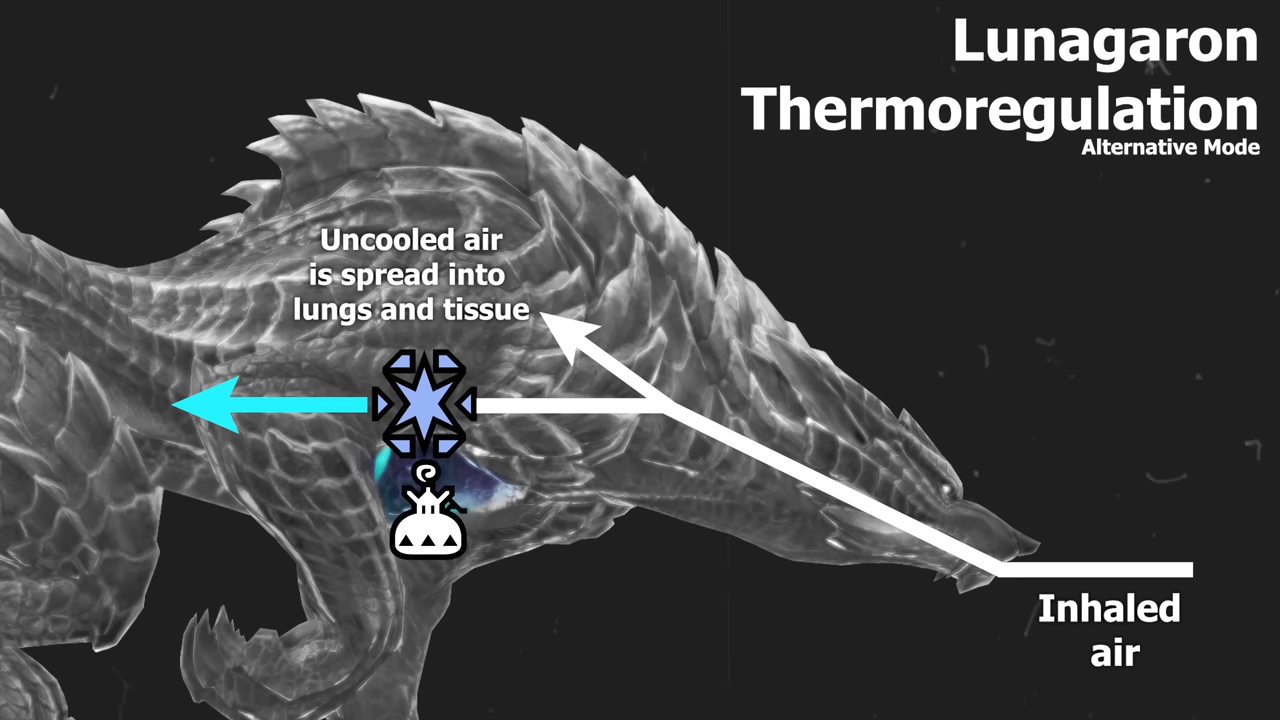 Lunagaron
Thermoregulation
Alternative Mode
Uncooled air
is spread into
lungs and tissue
Inhaled
air